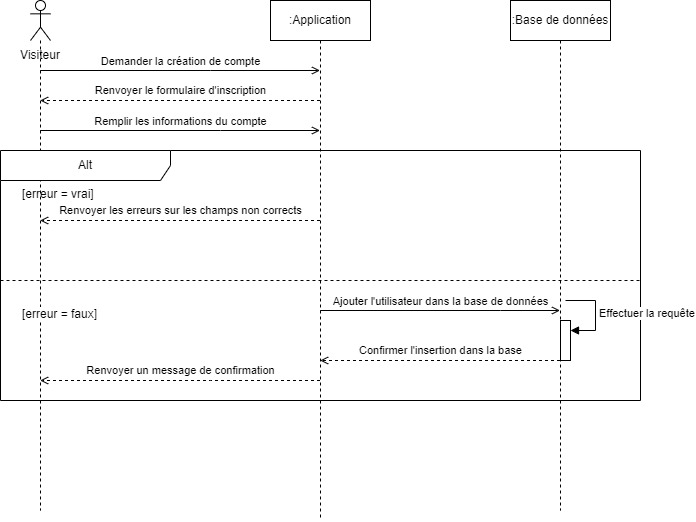 :Application
:Base de données
Visiteur
Demander la création de compte
Renvoyer le formulaire d'inscription
Remplir les informations du compte
Alt
[erreur = vrai]
Renvoyer les erreurs sur les champs non corrects
Ajouter l'utilisateur dans la base de données
[erreur = faux]
Effectuer la requête
Confirmer l'insertion dans la base
Renvoyer un message de confirmation